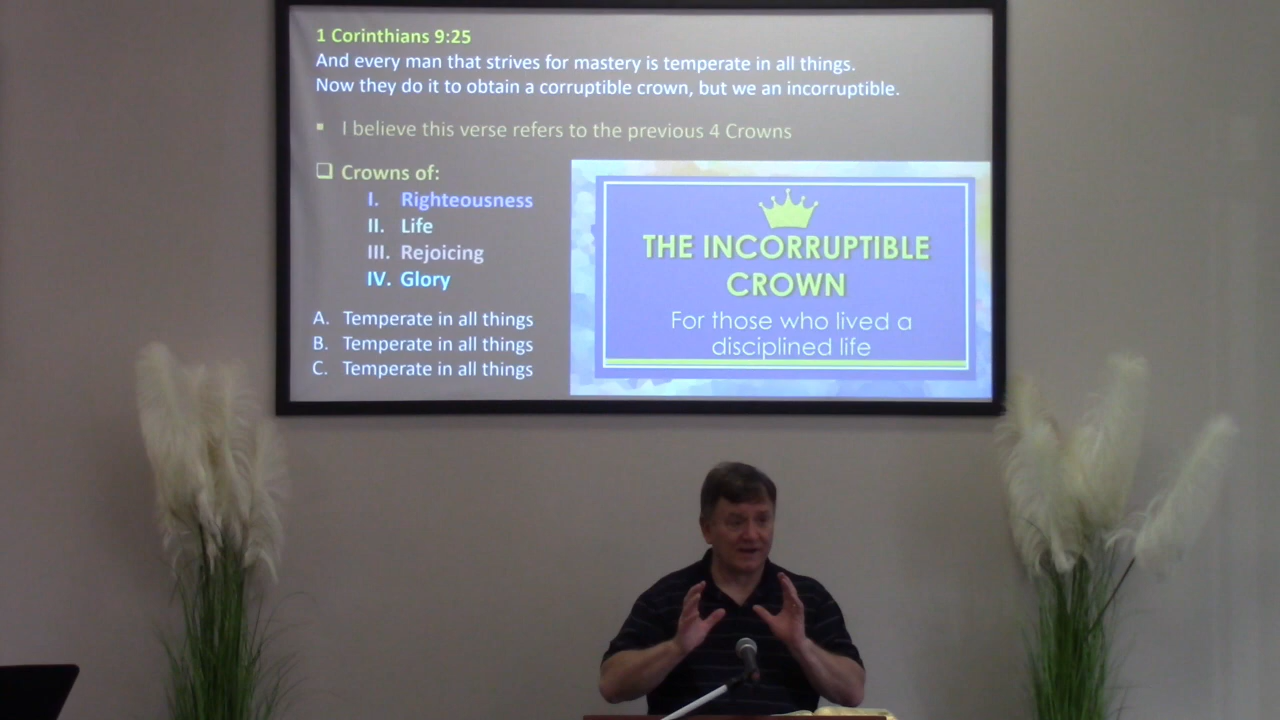 1 Corinthians 9:25
And every man that strives for mastery is temperate in all things.
Now they do it to obtain a corruptible crown, but we an incorruptible.
▪ I believe this verse refers to the previous 4 Crowns
❑ Crowns of:
I. Righteousness
II. Life
III. Rejoicing
IV. Glory
A. Temperate in all things
B. Temperate in all things
C. Temperate in all things
THE INCORRUPTIBLE
CROWN
For those who lived a
disciplined life